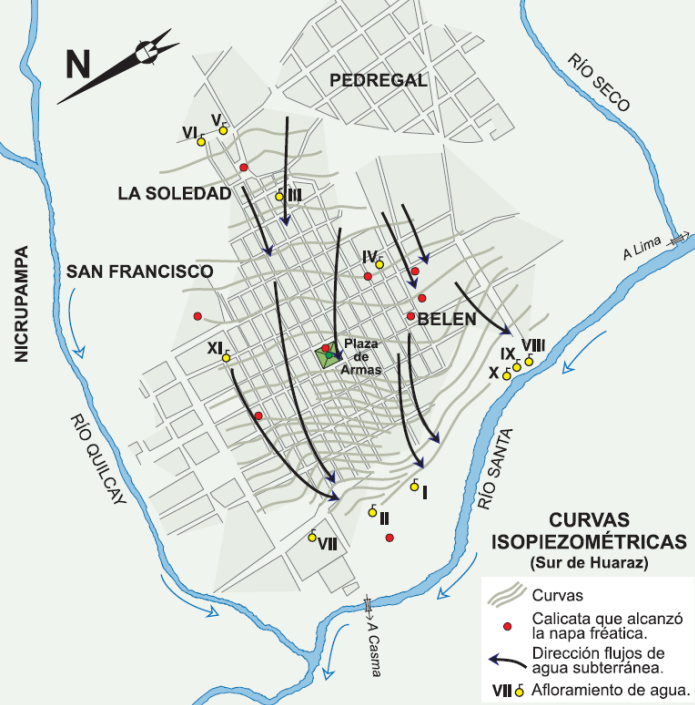 N
PEDREGAL
RÍO SECO
V
VI
LA SOLEDAD
III
A Lima
NICRUPAMPA
SAN FRANCISCO
IV
BELEN
XI
Plaza
de
Armas
VIII
IX
X
RÍO QUILCAY
RÍO SANTA
I
II
VII
A Casma
CURVAS
ISOPIEZOMÉTRICAS
(Sur de Huaraz)
Curvas
Calicata que alcanzó
la napa fréatica.
Dirección flujos de
agua subterránea.
VII Afloramiento de agua.